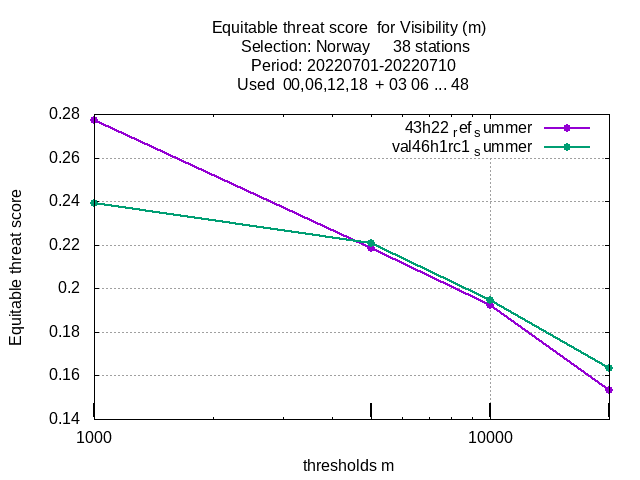 Equitable threat score  for Visibility (m)
Selection: Norway     38 stations
Period: 20220701-20220710
Used  00,06,12,18  + 03 06 ... 48
43h22 ref summer
val46h1rc1 summer
Equitable threat score
0.28
0.26
0.24
0.22
0.2
0.18
0.16
0.14
1000
10000
thresholds m